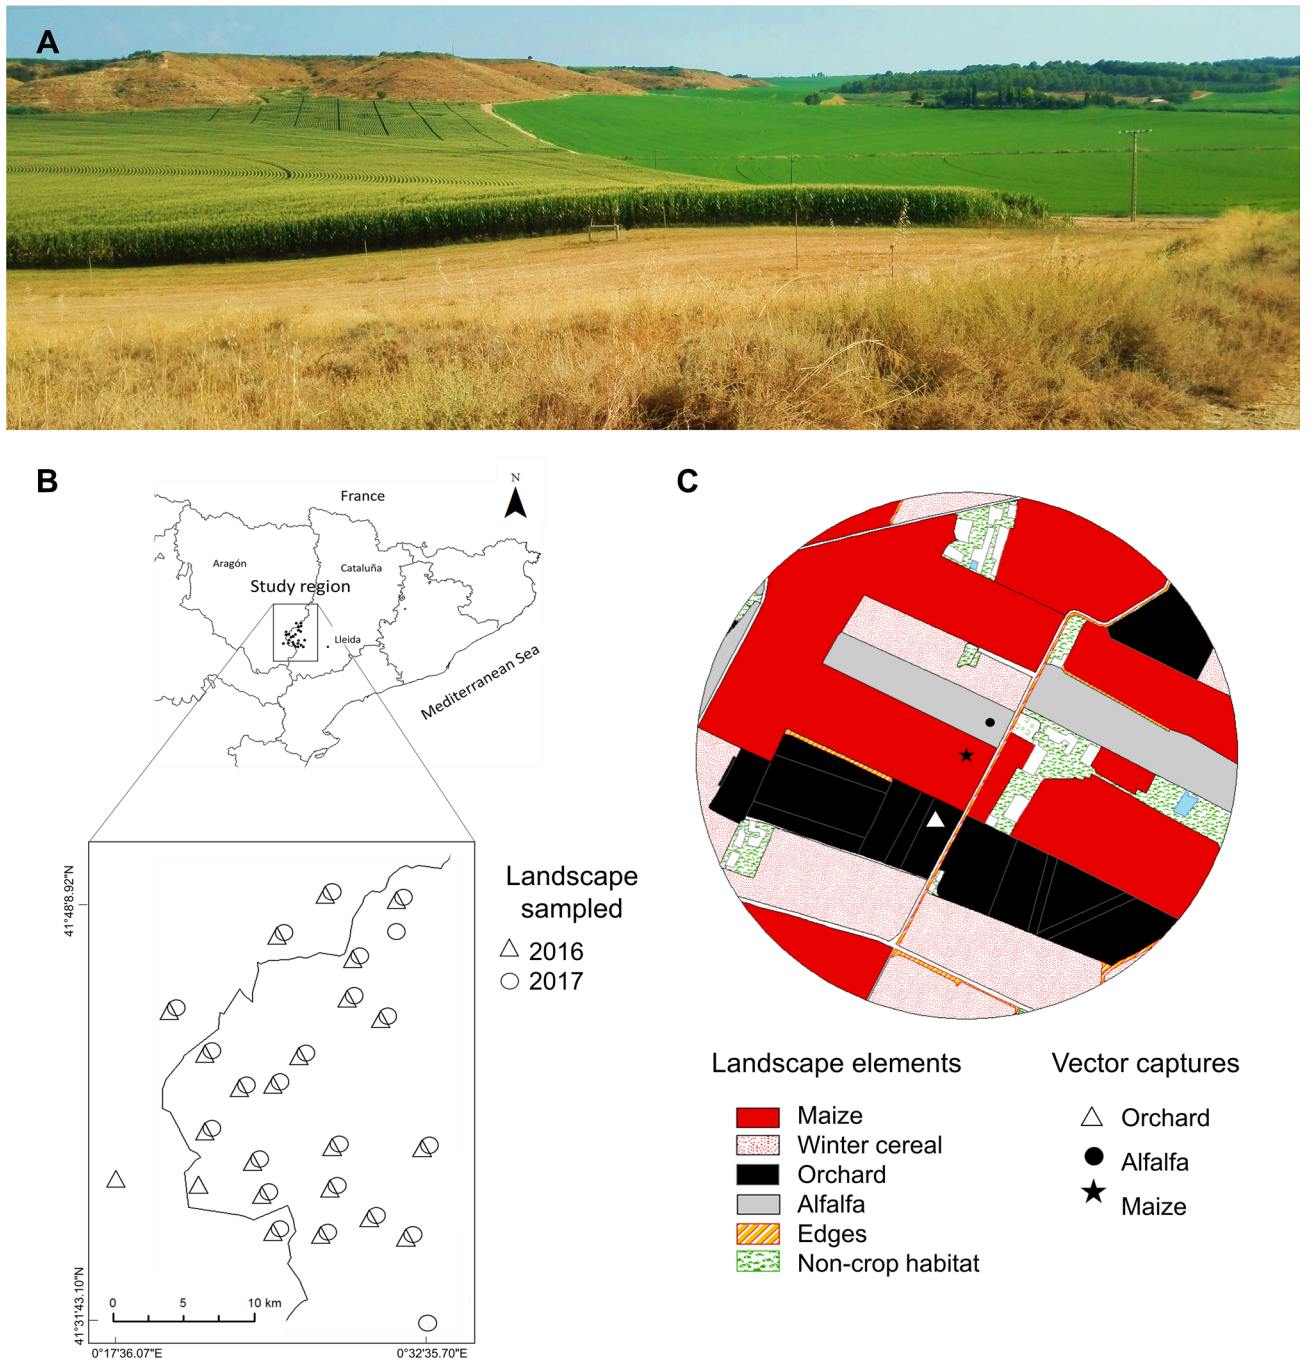 A
B
N
France
Aragón
Cataluña
Study region
Lleida
Mediterranean Sea
41°48'8.92"N
41°31'43.10"N
0
5
10 km
0°17'36.07"E
0°32'35.70"E
Landscape
sampled
2016
2017
C
Landscape elements
Maize
Winter cereal
Orchard
Alfalfa
Edges
Non-crop habitat
Vector captures
Orchard
Alfalfa
Maize